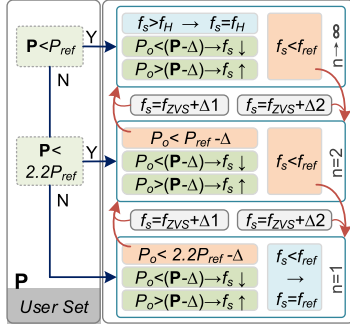 P<Pref
Y
N
P<
2.2Pref
Y
N
P
User Set
fs>fH → fs=fH
Po<(P-Δ)→fs ↓
Po>(P-Δ)→fs ↑
fs<fref
n→∞
fs=fZVS+Δ1
fs=fZVS+Δ2
Po< Pref -Δ
Po<(P-Δ)→fs ↓
Po>(P-Δ)→fs ↑
fs<fref
n=2
fs=fZVS+Δ1
fs=fZVS+Δ2
Po< 2.2Pref -Δ
Po<(P-Δ)→fs ↓
Po>(P-Δ)→fs ↑
fs<fref
→
fs=fref
n=1